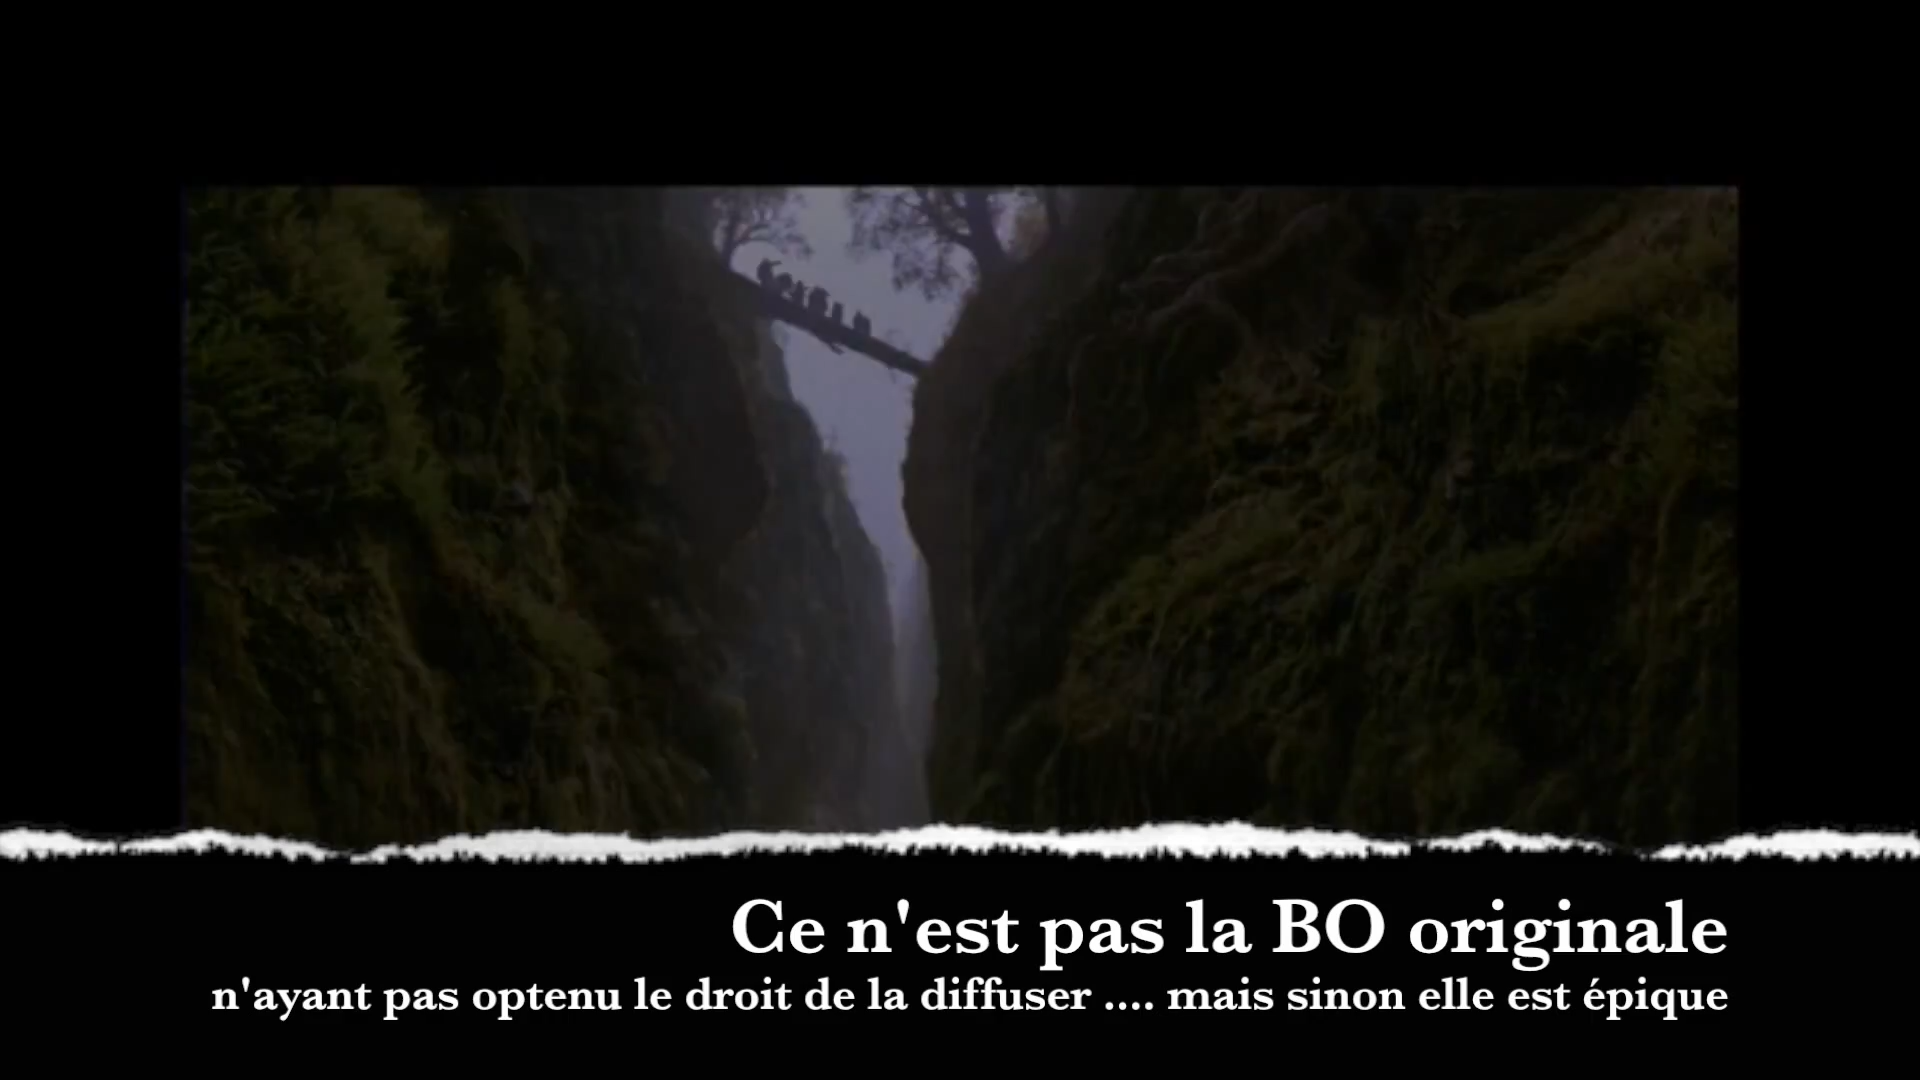 Ce n'est pas la BO originale
n'ayant pas optenu le droit de la diffuser .... mais sinon elle est épique